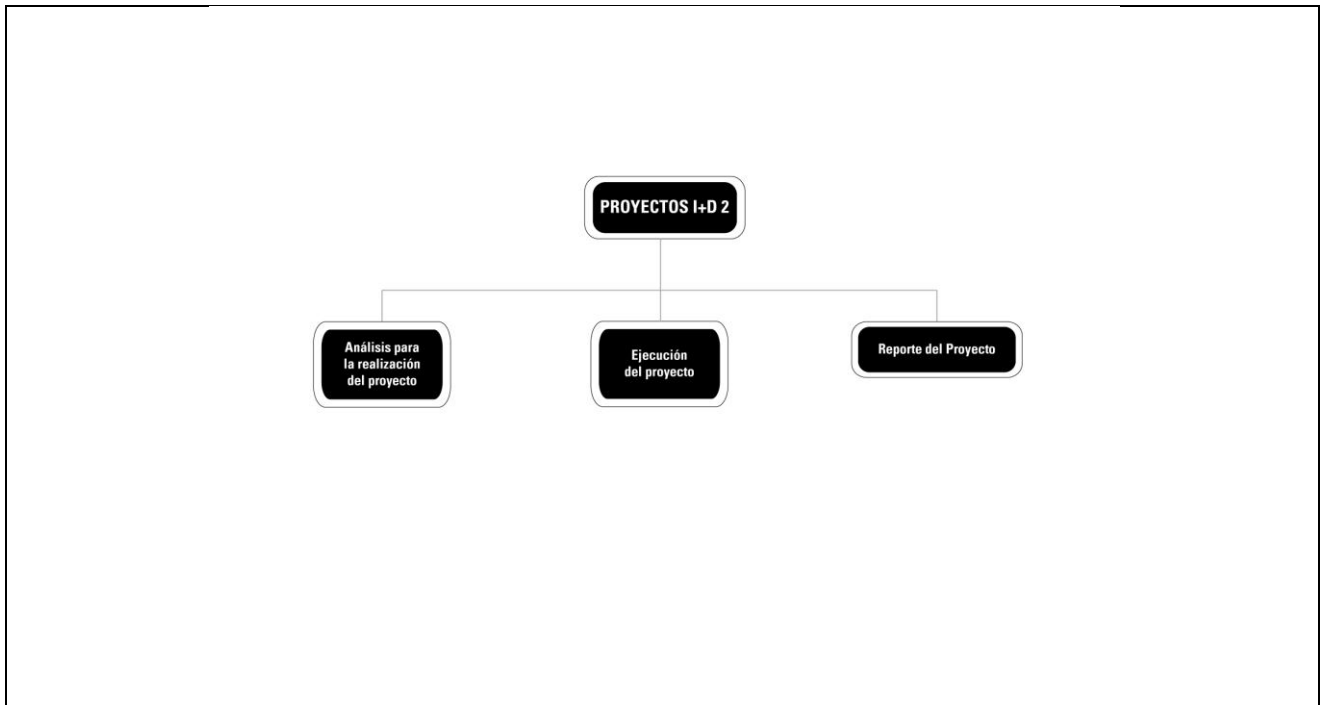 PROYECTOS I+D 2
Análisis para
la realización
del proyecto
Ejecución
del proyecto
Reporte del Proyecto